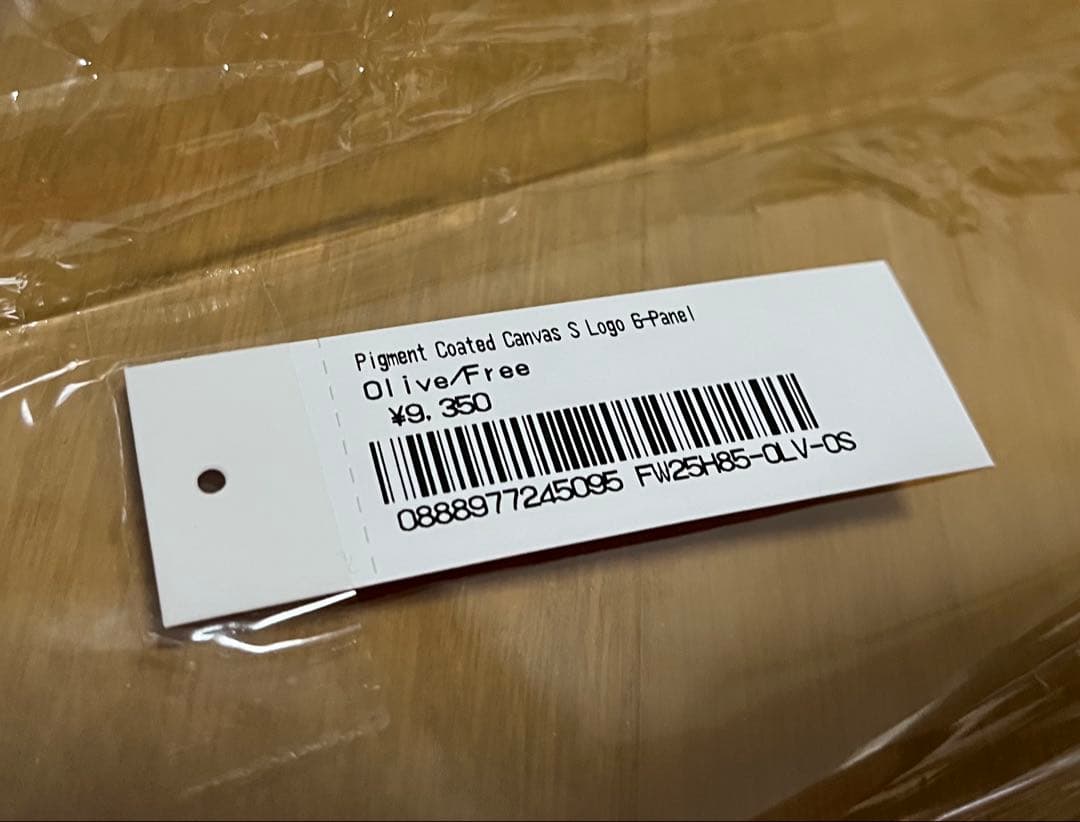 Pigment Coated Canvas S Logo 6-Panel
Olive/Free
¥9,350
0888977245095 FW25H85-OLV-OS